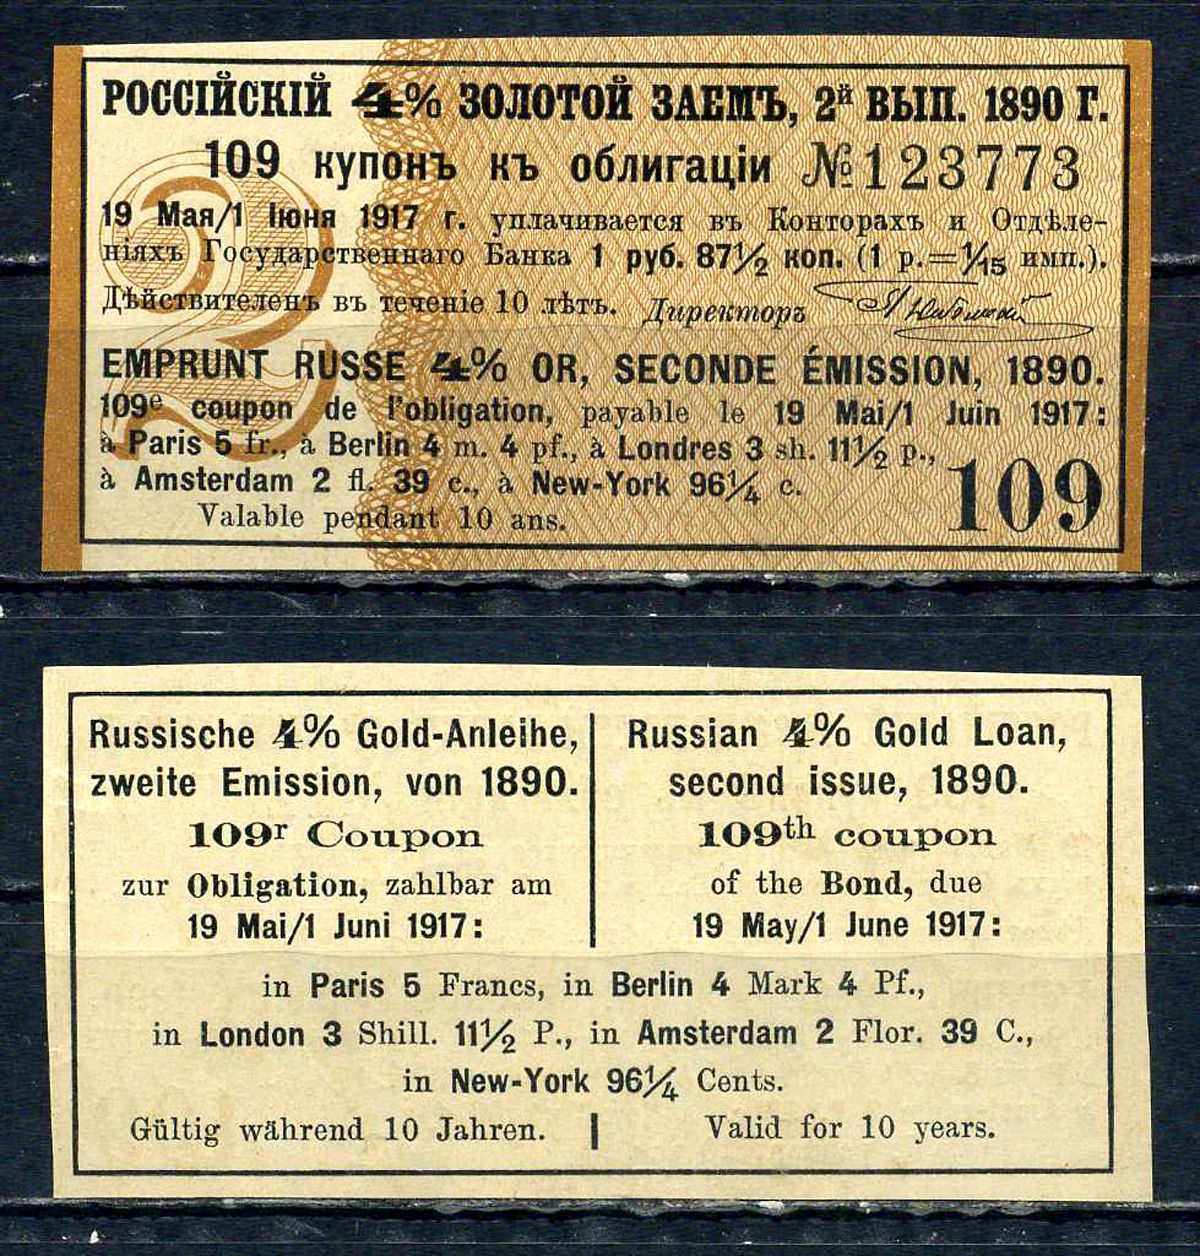 РОССІЙСКІЙ 4% ЗОЛОТОЙ ЗАЕМЪ, 2й ВЫП. 1890 Г.
109 купонъ къ облигаціи №123773
19 Мая/1 Іюня 1917 г. уплачивается въ Конторахъ и Отдѣле-
ніяхъ Государственнаго Банка 1 руб. 87½ коп. (1 р.=1/15 имп.).
Дѣйствителенъ въ теченіе 10 лѣтъ. Директоръ
EMPRUNT RUSSE 4% OR, SECONDE ÉMISSION, 1890.
109e coupon de l'obligation, payable le 19 Mai/1 Juin 1917:
à Paris 5 fr., à Berlin 4 m. 4 pf., à Londres 3 sh. 11½ p.,
à Amsterdam 2 fl. 39 c., à New-York 96¼ c.
Valable pendant 10 ans.
109
Russische 4% Gold-Anleihe,
zweite Emission, von 1890.
109r Coupon
zur Obligation, zahlbar am
19 Mai/1 Juni 1917:
Russian 4% Gold Loan,
second issue, 1890.
109th coupon
of the Bond, due
19 May/1 June 1917:
in Paris 5 Francs, in Berlin 4 Mark 4 Pf.,
in London 3 Shill. 11½ P., in Amsterdam 2 Flor. 39 C.,
in New-York 96¼ Cents.
Gültig während 10 Jahren.
Valid for 10 years.